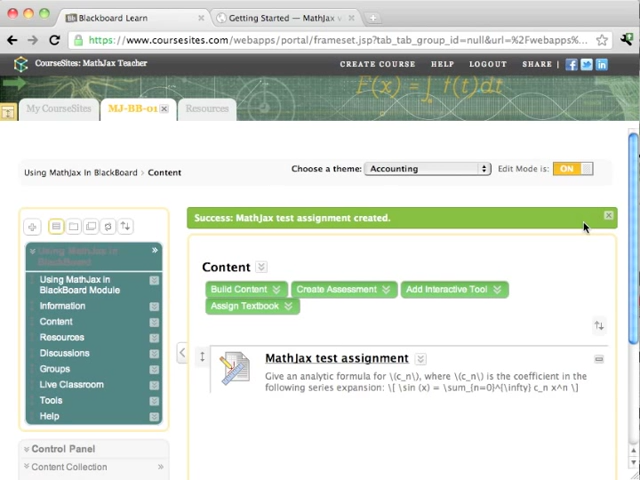 Blackboard Learn
Getting Started — MathJax v
https://www.coursesites.com/webapps/portal/frameset.jsp?tab_tab_group_id=null&url=%2Fwebapps%...
CourseSites: MathJax Teacher
CREATE COURSE HELP LOGOUT SHARE |
My CourseSites MJ-BB-01 Resources
Using MathJax In BlackBoard > Content
Choose a theme: Accounting
Edit Mode is: ON
Success: MathJax test assignment created.
Using MathJax in
BlackBoard
Using MathJax in
BlackBoard Module
Information
Content
Resources
Discussions
Groups
Live Classroom
Tools
Help
Control Panel
Content Collection
Content
Build Content Create Assessment Add Interactive Tool
Assign Textbook
MathJax test assignment
Give an analytic formula for \(c_n\), where \(c_n\) is the coefficient in the
following series expansion: \[ \sin (x) = \sum_{n=0}^{\infty} c_n x^n \]